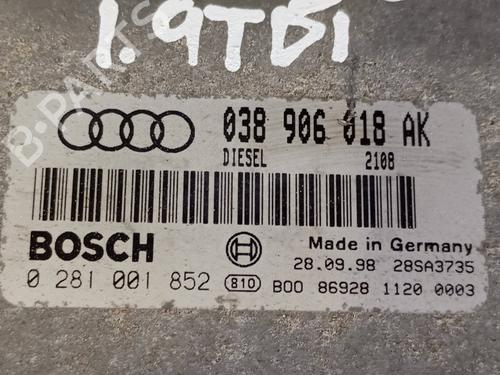 1.9TDI
B-PARTS
038 906 018 AK
DIESEL 2108
BOSCH
Made in Germany
28.09.98 28SA3735
0 281 001 852 810 B00 86928 1120 0003